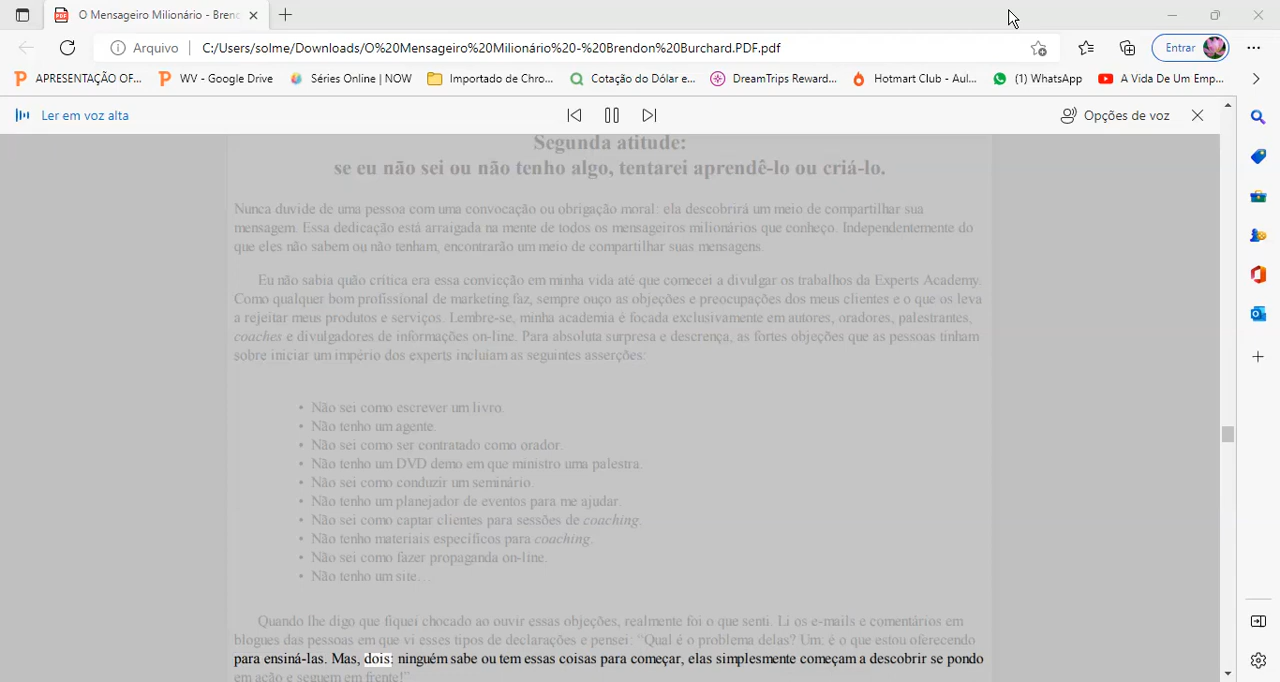 O Mensageiro Milionário - Brend
Arquivo
C:/Users/solme/Downloads/O%20Mensageiro%20Milionário%20-%20Brendon%20Burchard.PDF.pdf
Entrar
APRESENTAÇÃO OF...
WV - Google Drive
Séries Online | NOW
Importado de Chro...
Cotação do Dólar e...
DreamTrips Reward...
Hotmart Club - Aul...
(1) WhatsApp
A Vida De Um Emp...
Ler em voz alta
Opções de voz
Segunda atitude:
se eu não sei ou não tenho algo, tentarei aprendê-lo ou criá-lo.
Nunca duvide de uma pessoa com uma convocação ou obrigação moral: ela descobrirá um meio de compartilhar sua
mensagem. Essa dedicação está arraigada na mente de todos os mensageiros milionários que conheço. Independentemente do
que eles não sabem ou não tenham, encontrarão um meio de compartilhar suas mensagens.
Eu não sabia quão crítica era essa convicção em minha vida até que comecei a divulgar os trabalhos da Experts Academy.
Como qualquer bom profissional de marketing faz, sempre ouço as objeções e preocupações dos meus clientes e o que os leva
a rejeitar meus produtos e serviços. Lembre-se, minha academia é focada exclusivamente em autores, oradores, palestrantes,
coaches e divulgadores de informações on-line. Para absoluta surpresa e descrença, as fortes objeções que as pessoas tinham
sobre iniciar um império dos experts incluíam as seguintes asserções:
• Não sei como escrever um livro.
• Não tenho um agente.
• Não sei como ser contratado como orador.
• Não tenho um DVD demo em que ministro uma palestra.
• Não sei como conduzir um seminário.
• Não tenho um planejador de eventos para me ajudar.
• Não sei como captar clientes para sessões de coaching.
• Não tenho materiais específicos para coaching.
• Não sei como fazer propaganda on-line.
• Não tenho um site…
Quando lhe digo que fiquei chocado ao ouvir essas objeções, realmente foi o que senti. Li os e-mails e comentários em
blogues das pessoas em que vi esses tipos de declarações e pensei: “Qual é o problema delas? Um: é o que estou oferecendo
para ensiná-las. Mas, dois: ninguém sabe ou tem essas coisas para começar, elas simplesmente começam a descobrir se pondo
em ação e seguem em frente!”